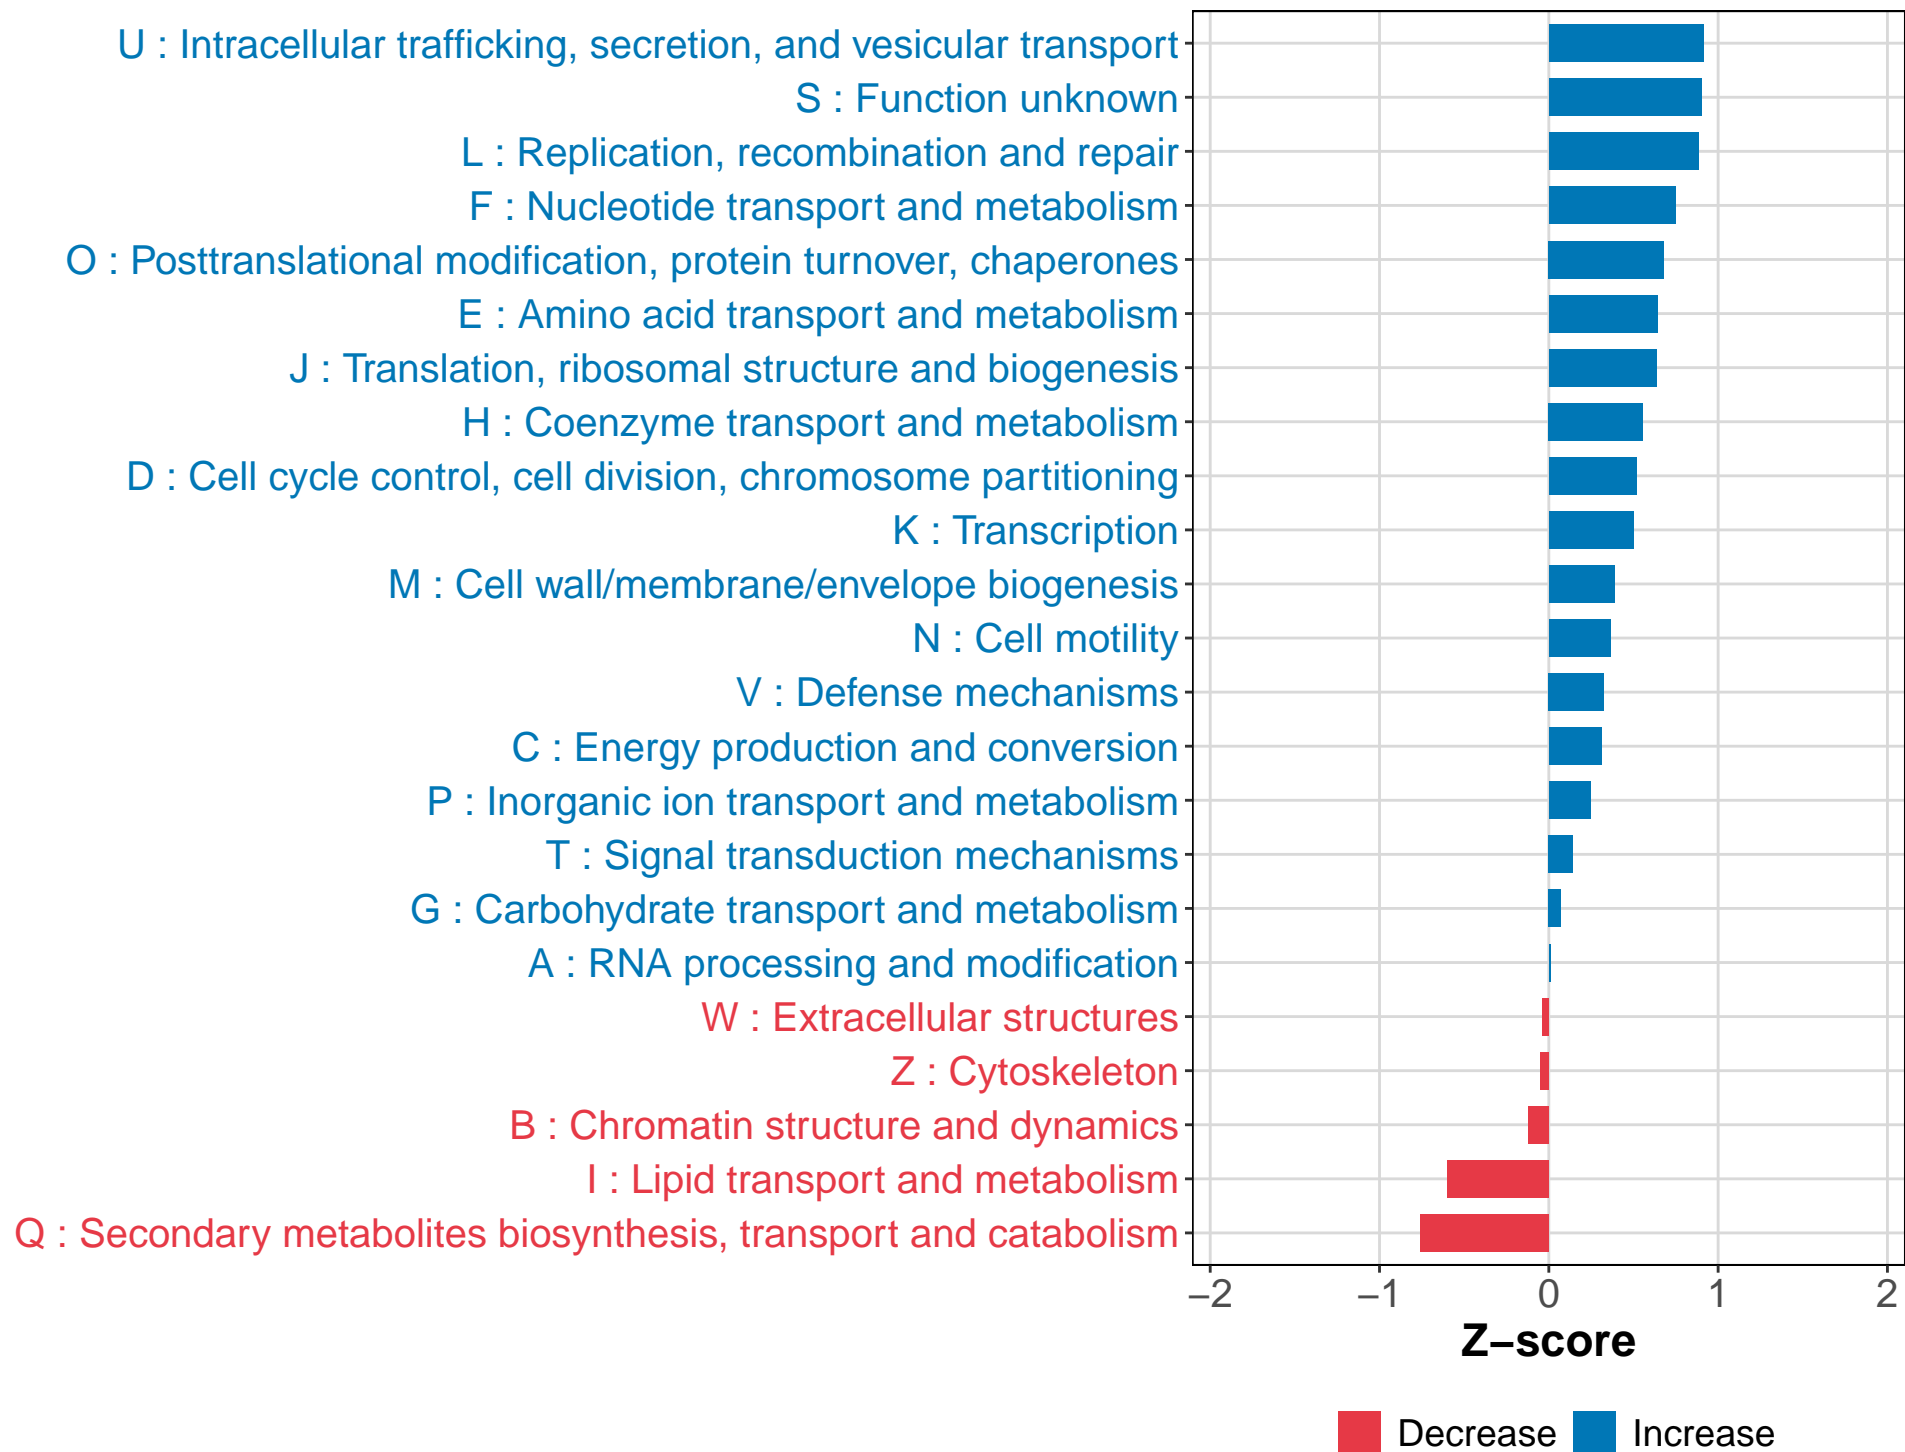 U : Intracellular trafficking, secretion, and vesicular transport
S : Function unknown
L : Replication, recombination and repair
F : Nucleotide transport and metabolism
O : Posttranslational modification, protein turnover, chaperones
E : Amino acid transport and metabolism
J : Translation, ribosomal structure and biogenesis
H : Coenzyme transport and metabolism
D : Cell cycle control, cell division, chromosome partitioning
K : Transcription
M : Cell wall/membrane/envelope biogenesis
N : Cell motility
V : Defense mechanisms
C : Energy production and conversion
P : Inorganic ion transport and metabolism
T : Signal transduction mechanisms
G : Carbohydrate transport and metabolism
A : RNA processing and modification
W : Extracellular structures
Z : Cytoskeleton
B : Chromatin structure and dynamics
I : Lipid transport and metabolism
Q : Secondary metabolites biosynthesis, transport and catabolism
−2 −1 0 1 2
Z−score
Decrease Increase